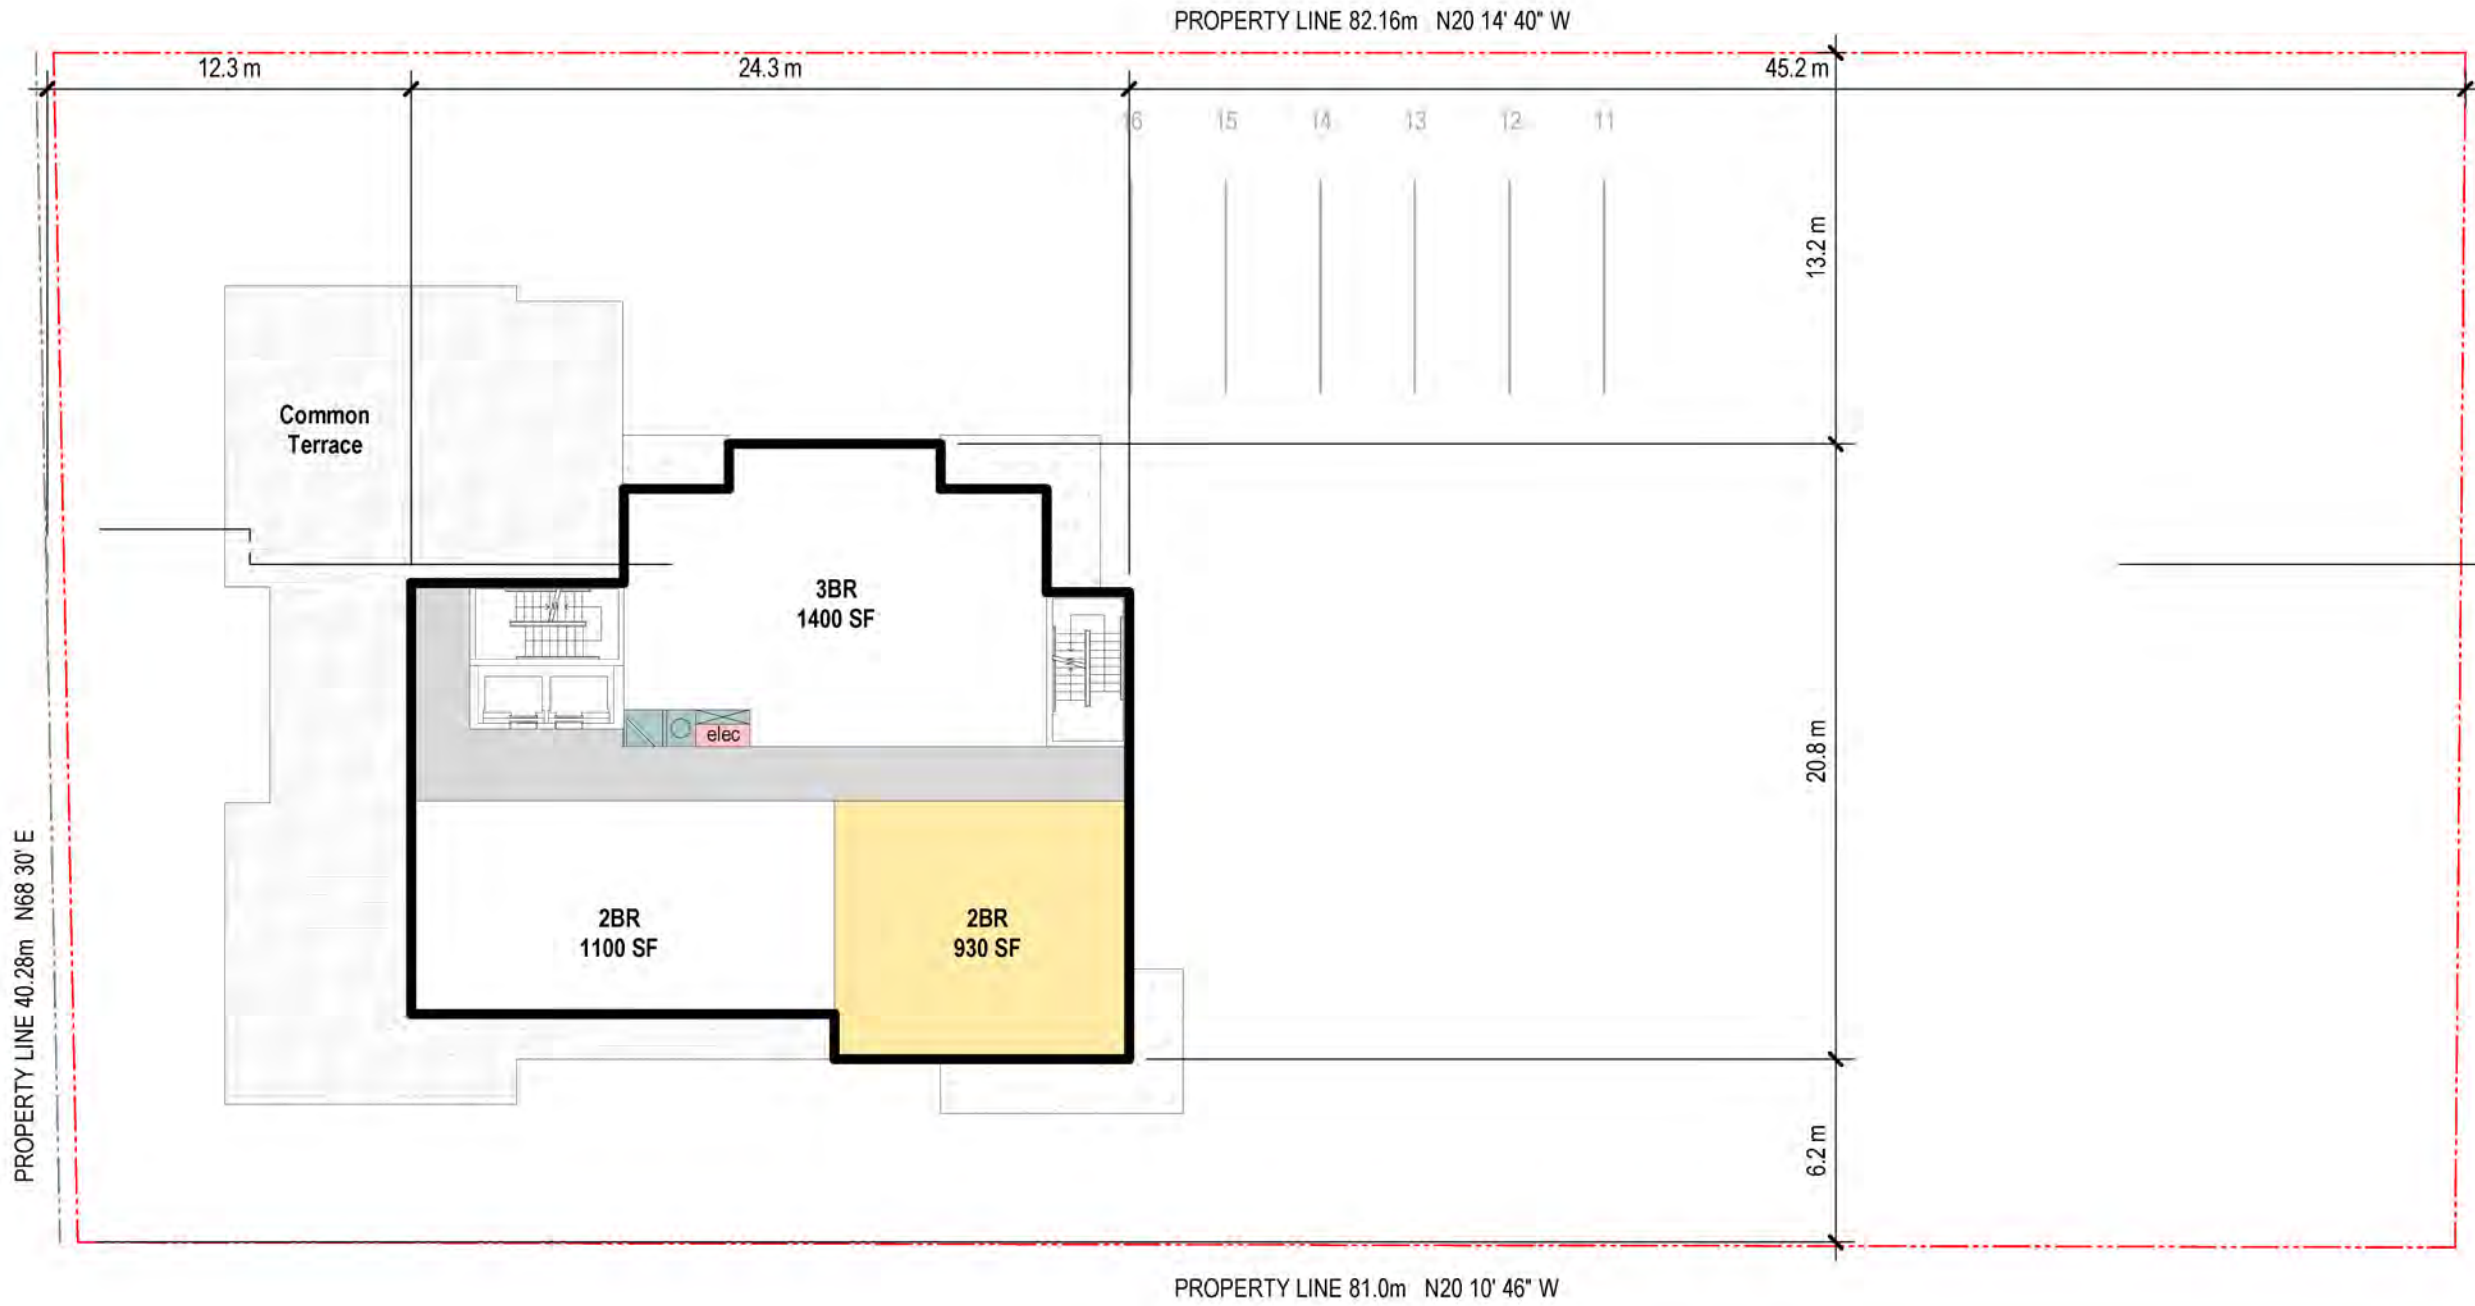 PROPERTY LINE 82.16m N20 14' 40" W
12.3 m
24.3 m
45.2 m
16
15
14
13
12
11
13.2 m
Common
Terrace
3BR
1400 SF
elec
20.8 m
2BR
1100 SF
2BR
930 SF
PROPERTY LINE 40.28m N68 30' E
6.2 m
PROPERTY LINE 81.0m N20 10' 46" W